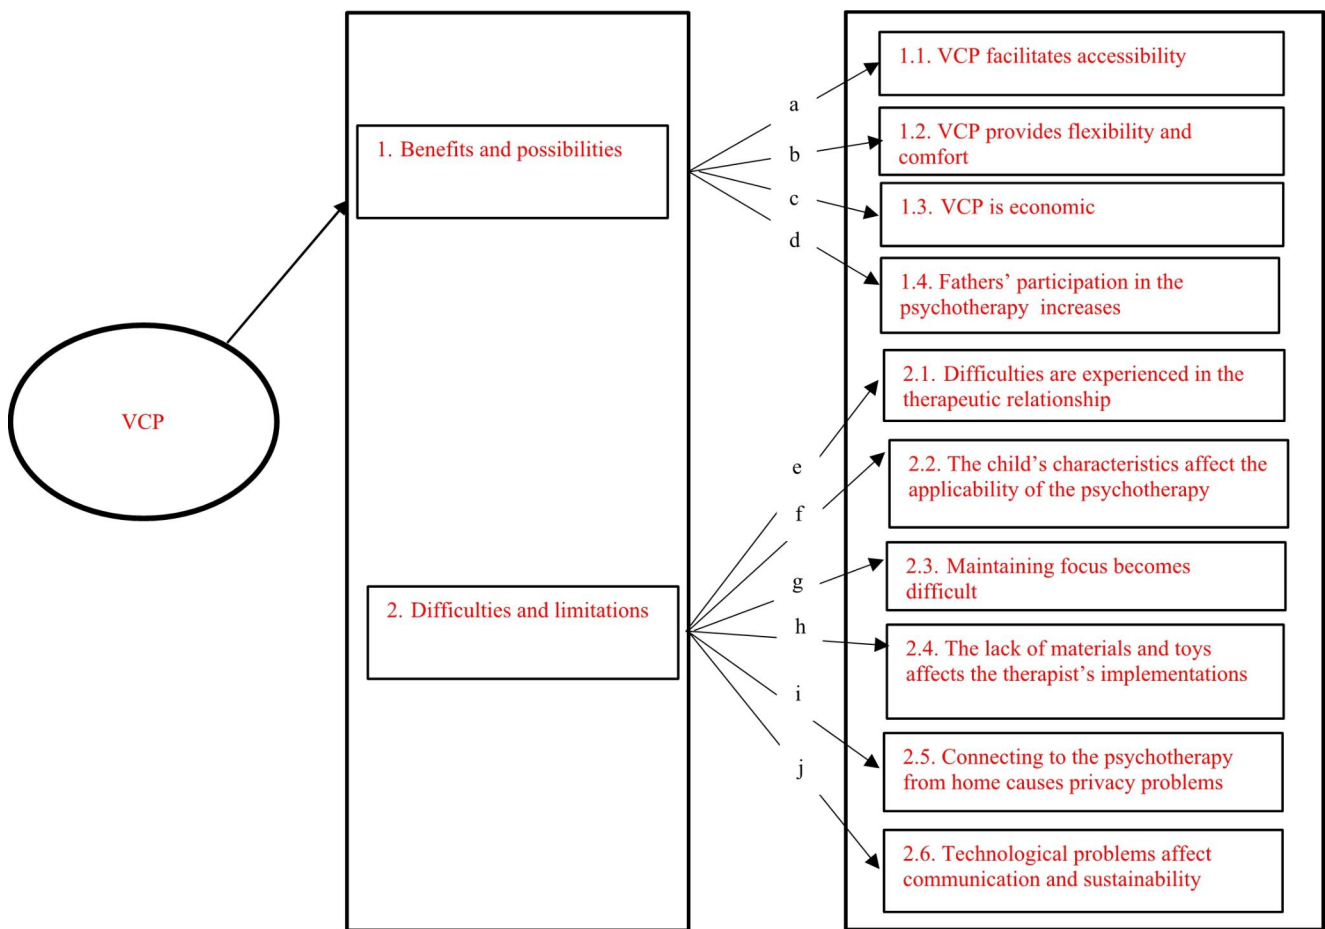 VCP
1. Benefits and possibilities
2. Difficulties and limitations
a
b
c
d
e
f
g
h
i
j
1.1. VCP facilitates accessibility
1.2. VCP provides flexibility and
comfort
1.3. VCP is economic
1.4. Fathers’ participation in the
psychotherapy increases
2.1. Difficulties are experienced in the
therapeutic relationship
2.2. The child’s characteristics affect the
applicability of the psychotherapy
2.3. Maintaining focus becomes
difficult
2.4. The lack of materials and toys
affects the therapist’s implementations
2.5. Connecting to the psychotherapy
from home causes privacy problems
2.6. Technological problems affect
communication and sustainability